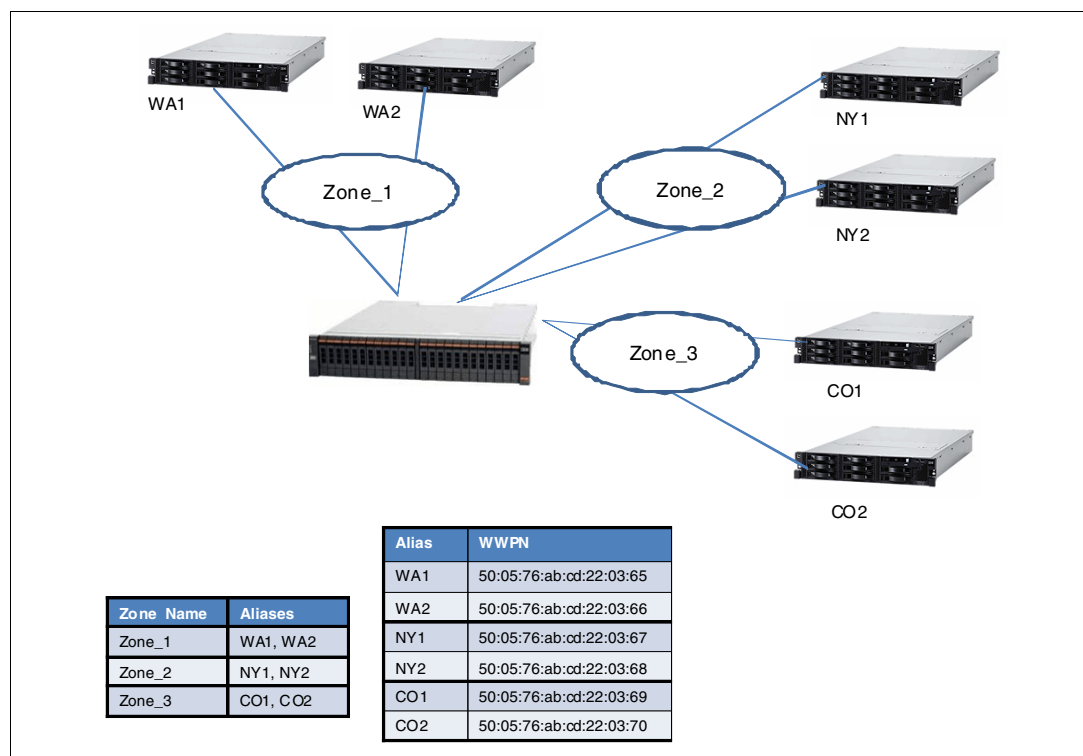 WA1
WA2
NY1
Zone_1
Zone_2
NY2
Zone_3
CO1
CO2
Zone Name Aliases
Zone_1 WA1, WA2
Zone_2 NY1, NY2
Zone_3 CO1, CO2
Alias WWPN
WA1 50:05:76:ab:cd:22:03:65
WA2 50:05:76:ab:cd:22:03:66
NY1 50:05:76:ab:cd:22:03:67
NY2 50:05:76:ab:cd:22:03:68
CO1 50:05:76:ab:cd:22:03:69
CO2 50:05:76:ab:cd:22:03:70